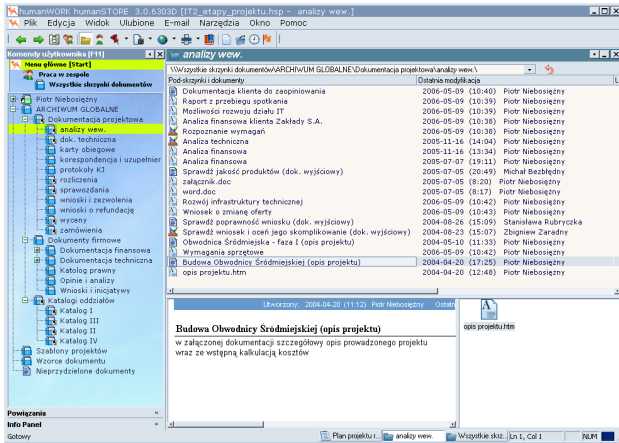 humanWORK humanSTORE 3.0.6303D [IT2_etapy_projektu.hsp - analizy wew.]
Plik Edycja Widok Ulubione E-mail Narzędzia Okno Pomoc
Komendy użytkownika [F11]
Menu główne [Start]
Praca w zespole
Wszystkie skrzynki dokumentów
Piotr Niebosiężny
ARCHIWUM GLOBALNE
Dokumentacja projektowa
analizy wew.
dok. techniczna
karty obiegowe
korespondencja i uzupełnier
protokoły KJ
rozliczenia
sprawozdania
wnioski i zezwolenia
wnioski o refundację
wyceny
zamówienia
Dokumenty firmowe
Dokumentacja finansowa
Dokumentacja techniczna
Katolog prawny
Opinie i analizy
Wnioski i inicjatywy
Katalogi oddziałów
Katalog I
Katalog III
Katalog II
Katalog IV
Szablony projektów
Wzorce dokumentu
Nieprzydzielone dokumenty
Powiązania
Info Panel
analizy wew.
\\Wszystkie skrzynki dokumentów\ARCHIWUM GLOBALNE\Dokumentacja projektowa\analizy wew.\
Pod-skrzynki i dokumenty Ostatnia modyfikacja L
Dokumentacja klienta do zaopiniowania 2006-05-09 (10:40) Piotr Niebosiężny
Raport z przebiegu spotkania 2006-05-09 (10:39) Piotr Niebosiężny
Możliwości rozwoju działu IT 2006-05-09 (10:39) Piotr Niebosiężny
Analiza finansowa klienta Zakłady S.A. 2006-05-09 (10:38) Piotr Niebosiężny
Rozpoznanie wymagań 2006-05-09 (10:38) Piotr Niebosiężny
Analiza techniczna 2005-11-16 (14:04) Piotr Niebosiężny
Analiza finansowa 2005-11-16 (13:34) Piotr Niebosiężny
Analiza finansowa 2005-07-07 (19:11) Piotr Niebosiężny
Sprawdź jakość produktów (dok. wyjściowy) 2005-07-05 (20:49) Michał Bezbłędny
załącznik.doc 2005-07-05 (8:20) Piotr Niebosiężny
word.doc 2005-07-05 (8:17) Piotr Niebosiężny
Rozwój infrastruktury technicznej 2006-05-09 (10:42) Piotr Niebosiężny
Wniosek o zmianę oferty 2006-05-09 (10:43) Piotr Niebosiężny
Sprawdź poprawność wniosku (dok. wyjściowy) 2004-08-26 (15:09) Stanisława Rubryczka
Sprawdź wniosek i oceń jego skomplikowanie (dok. wyjściowy) 2004-08-23 (15:07) Zbigniew Zaradny
Obwodnica Śródmiejska - faza I (opis projektu) 2004-05-10 (11:33) Piotr Niebosiężny
Wymagania sprzętowe 2006-05-09 (10:42) Piotr Niebosiężny
Budowa Obwodnicy Śródmiejskiej (opis projektu) 2004-04-20 (17:25) Piotr Niebosiężny
opis projektu.htm 2004-04-20 (12:48) Piotr Niebosiężny
Utworzony: 2004-04-20 (11:12) Piotr Niebosiężny Ostatn
Budowa Obwodnicy Śródmiejskiej (opis projektu)
w załączonej dokumentacji szczegółowy opis prowadzonego projektu
wraz ze wstępną kalkulacją kosztów
opis projektu.htm
Gotowy Plan projektu r... analizy wew. Wszystkie skrz... Ln 1, Col 1 NUM